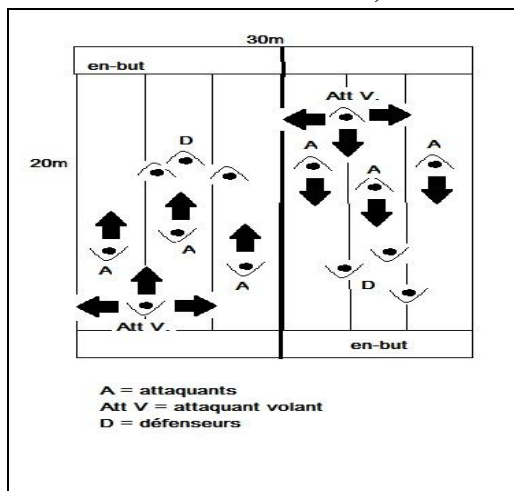 30m
en-but
Att V.
D
A
A
20m
A
A
A
A
D
Att V.
en-but
A = attaquants
Att V = attaquant volant
D = défenseurs